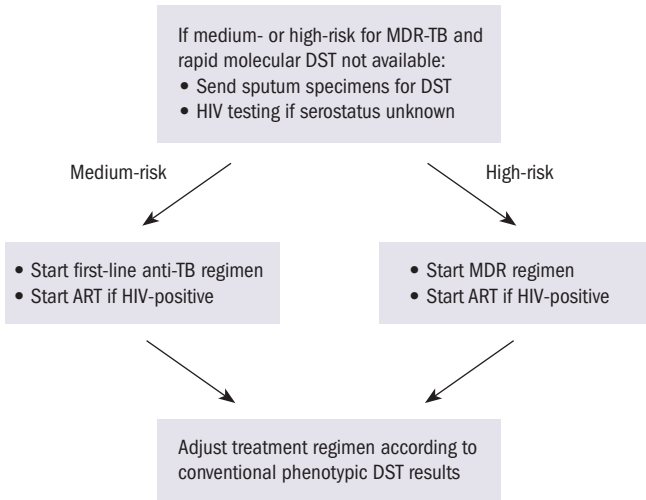 If medium- or high-risk for MDR-TB and
rapid molecular DST not available:
• Send sputum specimens for DST
• HIV testing if serostatus unknown
Medium-risk
High-risk
• Start first-line anti-TB regimen
• Start ART if HIV-positive
• Start MDR regimen
• Start ART if HIV-positive
Adjust treatment regimen according to
conventional phenotypic DST results